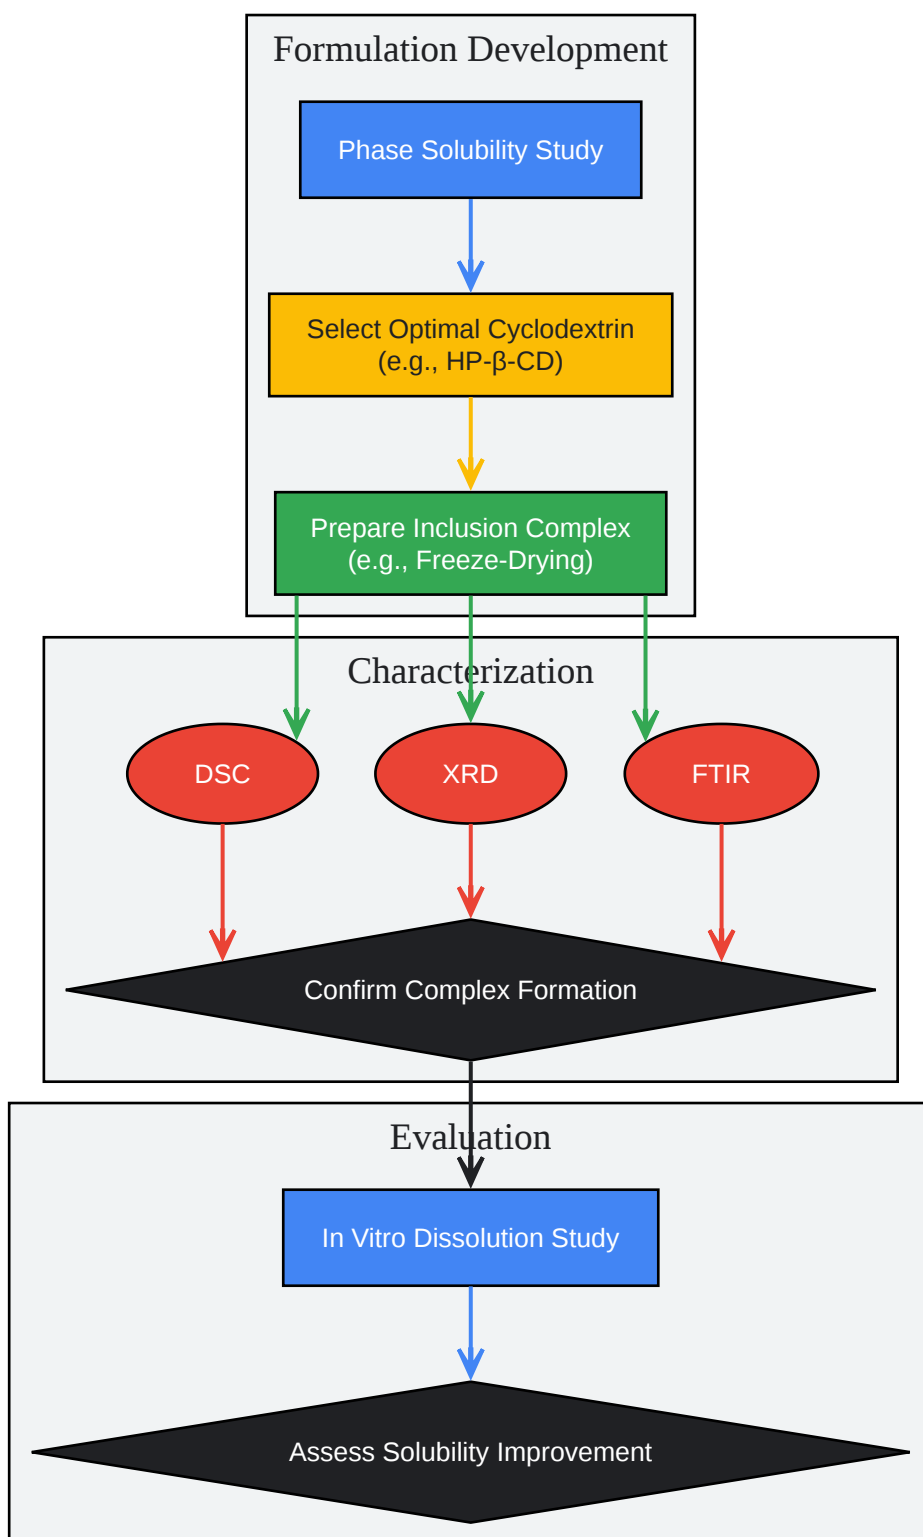 Formulation Development
Phase Solubility Study
Select Optimal Cyclodextrin
(e.g., HP-β-CD)
Prepare Inclusion Complex
(e.g., Freeze-Drying)
Characterization
DSC
XRD
FTIR
Confirm Complex Formation
Evaluation
In Vitro Dissolution Study
Assess Solubility Improvement